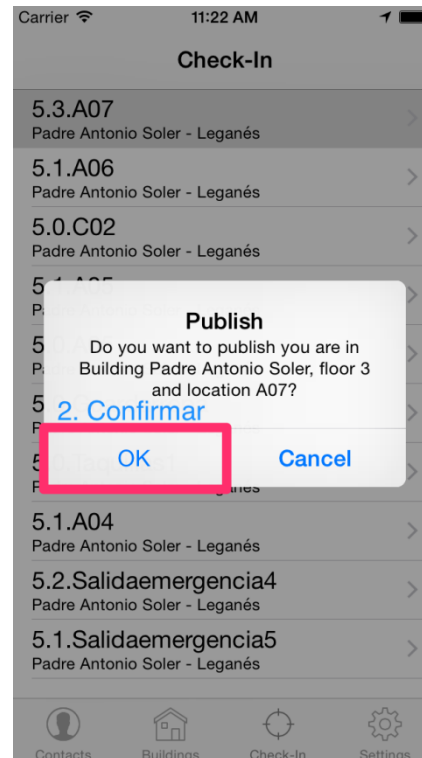 Carrier 11:22 AM
Check-In
5.3.A07
Padre Antonio Soler - Leganés
5.1.A06
Padre Antonio Soler - Leganés
5.0.C02
Padre Antonio Soler - Leganés
Publish
Do you want to publish you are in
Building Padre Antonio Soler, floor 3
and location A07?
2. Confirmar
OK Cancel
5.1.A04
Padre Antonio Soler - Leganés
5.2.Salidaemergencia4
Padre Antonio Soler - Leganés
5.1.Salidaemergencia5
Padre Antonio Soler - Leganés
Contacts Buildings Check-In Settings